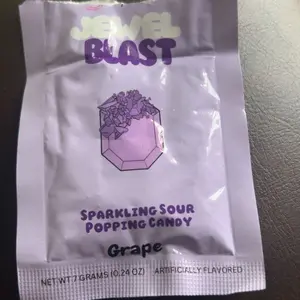 JEWEL
BLAST
SPARKLING SOUR
POPPING CANDY
Grape
NET WT 7 GRAMS (0.24 OZ) ARTIFICIALLY FLAVORED